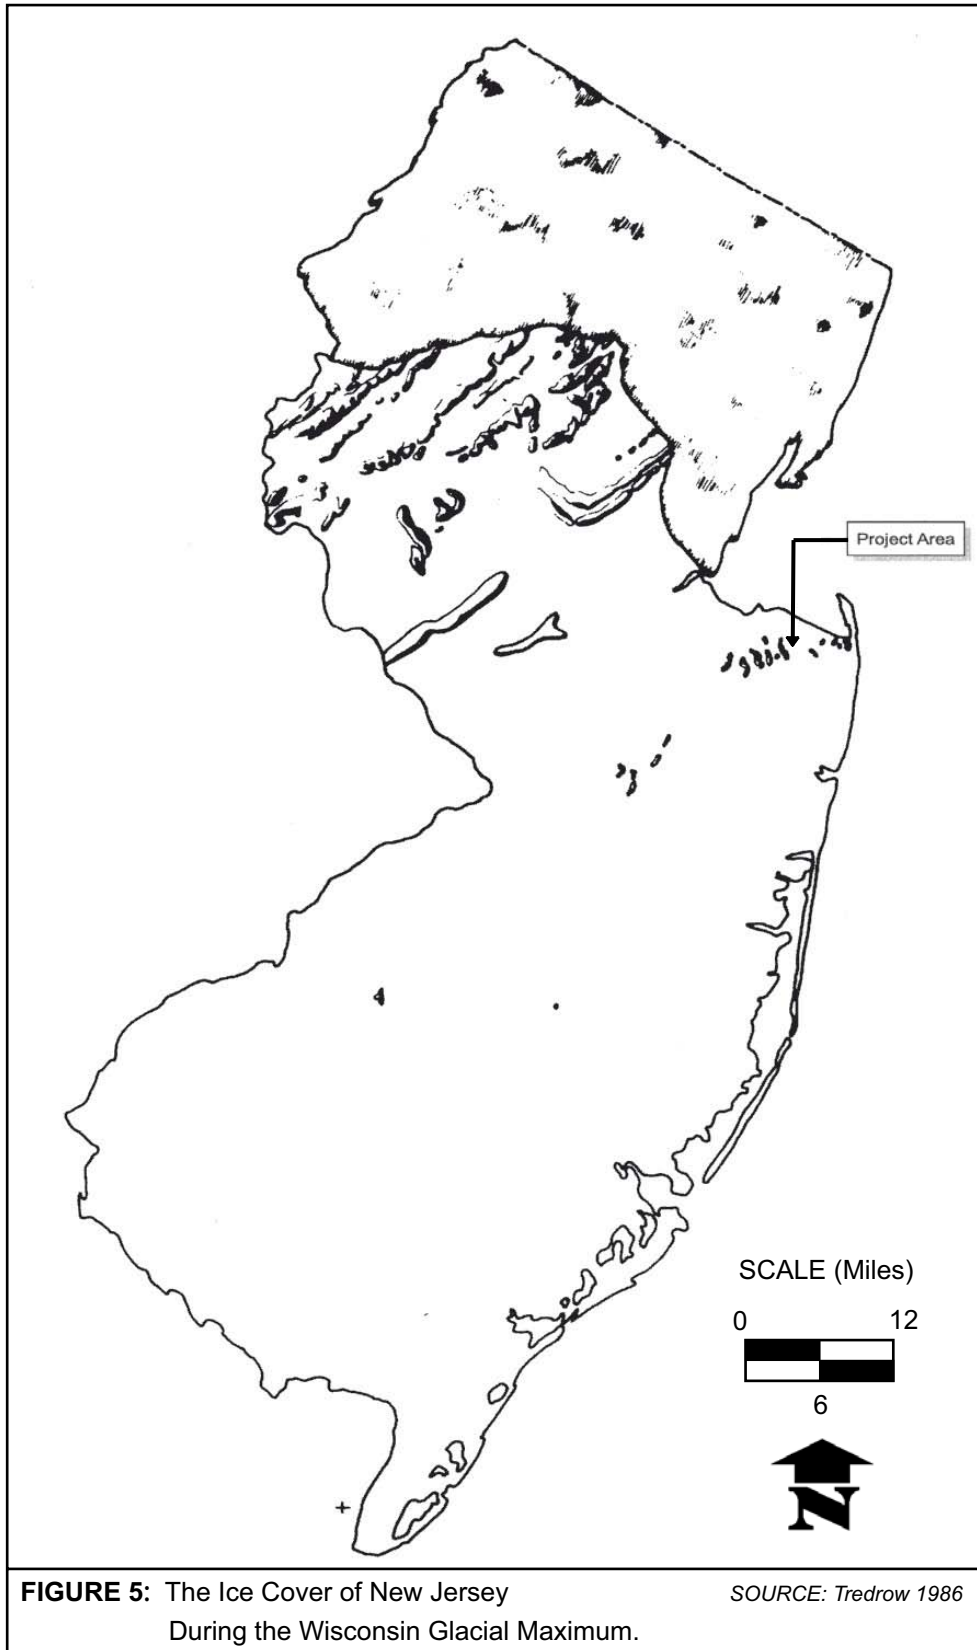 Project Area
SCALE (Miles)
0 12
6
N
FIGURE 5: The Ice Cover of New Jersey
During the Wisconsin Glacial Maximum.
SOURCE: Tredrow 1986